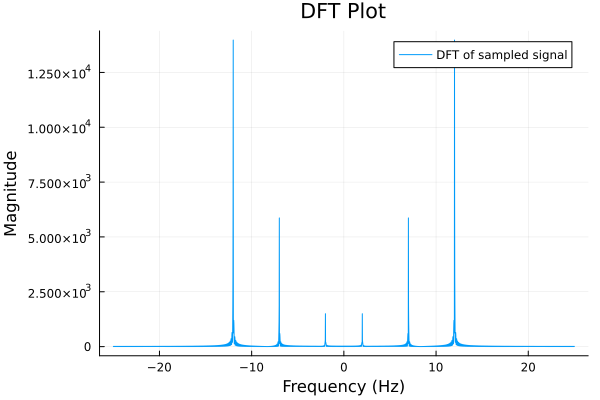 DFT Plot
DFT of sampled signal
1.250×10⁴
1.000×10⁴
7.500×10³
5.000×10³
2.500×10³
0
Magnitude
−20 −10 0 10 20
Frequency (Hz)